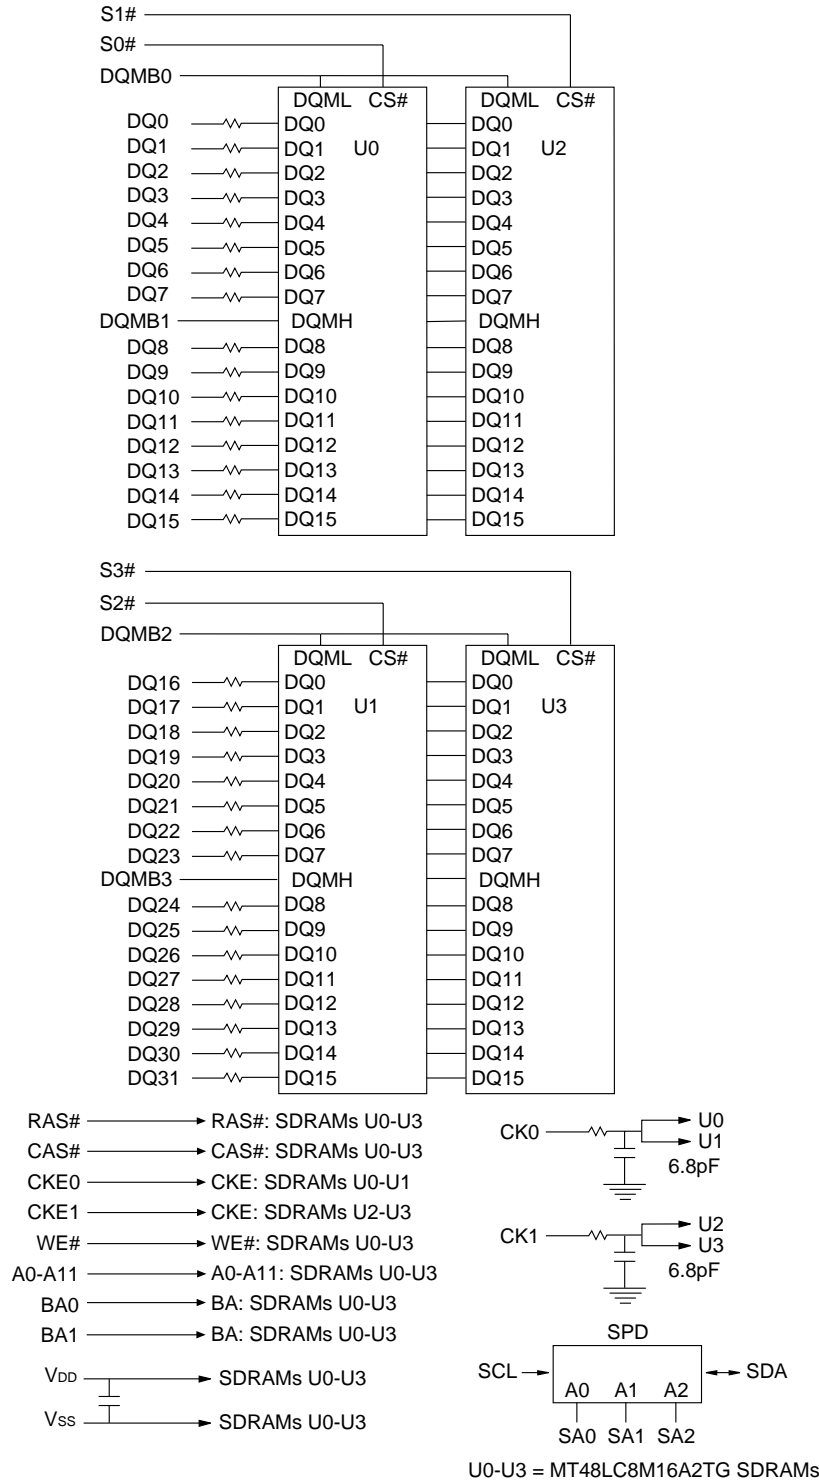 S1#
S0#
DQMB0
DQML CS# DQML CS#
DQ0 DQ0 DQ0
DQ1 DQ1 U0 DQ1 U2
DQ2 DQ2 DQ2
DQ3 DQ3 DQ3
DQ4 DQ4 DQ4
DQ5 DQ5 DQ5
DQ6 DQ6 DQ6
DQ7 DQ7 DQ7
DQMB1 DQMH DQMH
DQ8 DQ8 DQ8
DQ9 DQ9 DQ9
DQ10 DQ10 DQ10
DQ11 DQ11 DQ11
DQ12 DQ12 DQ12
DQ13 DQ13 DQ13
DQ14 DQ14 DQ14
DQ15 DQ15 DQ15
S3#
S2#
DQMB2
DQML CS# DQML CS#
DQ16 DQ0 DQ0
DQ17 DQ1 U1 DQ1 U3
DQ18 DQ2 DQ2
DQ19 DQ3 DQ3
DQ20 DQ4 DQ4
DQ21 DQ5 DQ5
DQ22 DQ6 DQ6
DQ23 DQ7 DQ7
DQMB3 DQMH DQMH
DQ24 DQ8 DQ8
DQ25 DQ9 DQ9
DQ26 DQ10 DQ10
DQ27 DQ11 DQ11
DQ28 DQ12 DQ12
DQ29 DQ13 DQ13
DQ30 DQ14 DQ14
DQ31 DQ15 DQ15
RAS# RAS#: SDRAMs U0-U3
CAS# CAS#: SDRAMs U0-U3
CKE0 CKE: SDRAMs U0-U1
CKE1 CKE: SDRAMs U2-U3
WE# WE#: SDRAMs U0-U3
A0-A11 A0-A11: SDRAMs U0-U3
BA0 BA: SDRAMs U0-U3
BA1 BA: SDRAMs U0-U3
VDD SDRAMs U0-U3
VSS SDRAMs U0-U3
CK0 U0
U1
6.8pF
CK1 U2
U3
6.8pF
SPD
SCL SDA
A0 A1 A2
SA0 SA1 SA2
U0-U3 = MT48LC8M16A2TG SDRAMs